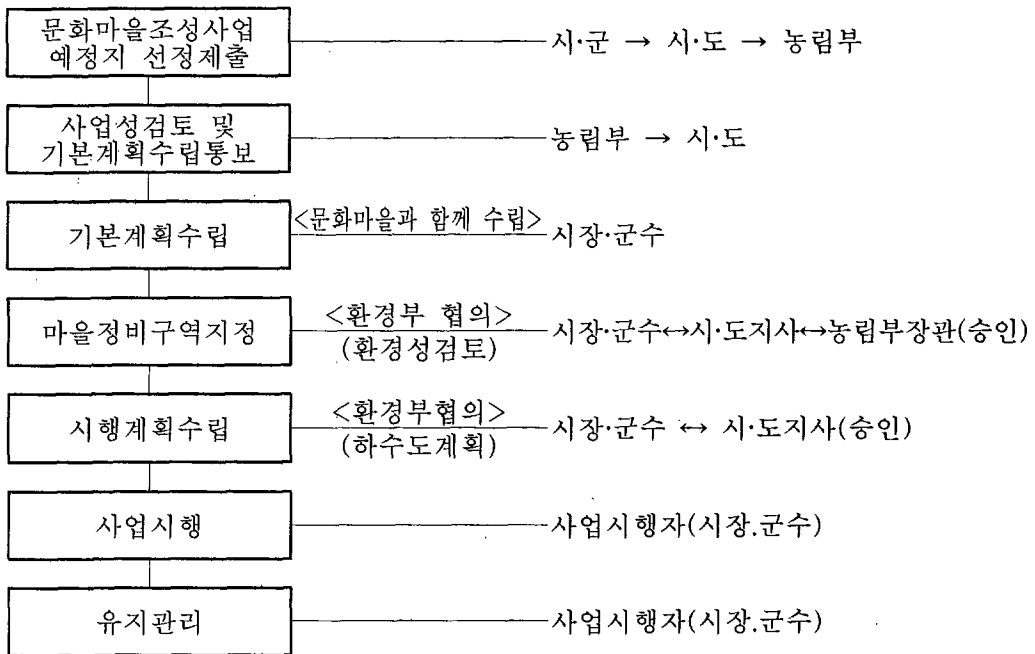 문화마을조성사업
예정지 선정제출
시·군 → 시·도 → 농림부
사업성검토 및
기본계획수립통보
농림부 → 시·도
기본계획수립
<문화마을과 함께 수립>
시장·군수
마을정비구역지정
<환경부 협의>
(환경성검토)
시장·군수↔시·도지사↔농림부장관(승인)
시행계획수립
<환경부협의>
(하수도계획)
시장·군수 ↔ 시·도지사(승인)
사업시행
사업시행자(시장.군수)
유지관리
사업시행자(시장.군수)